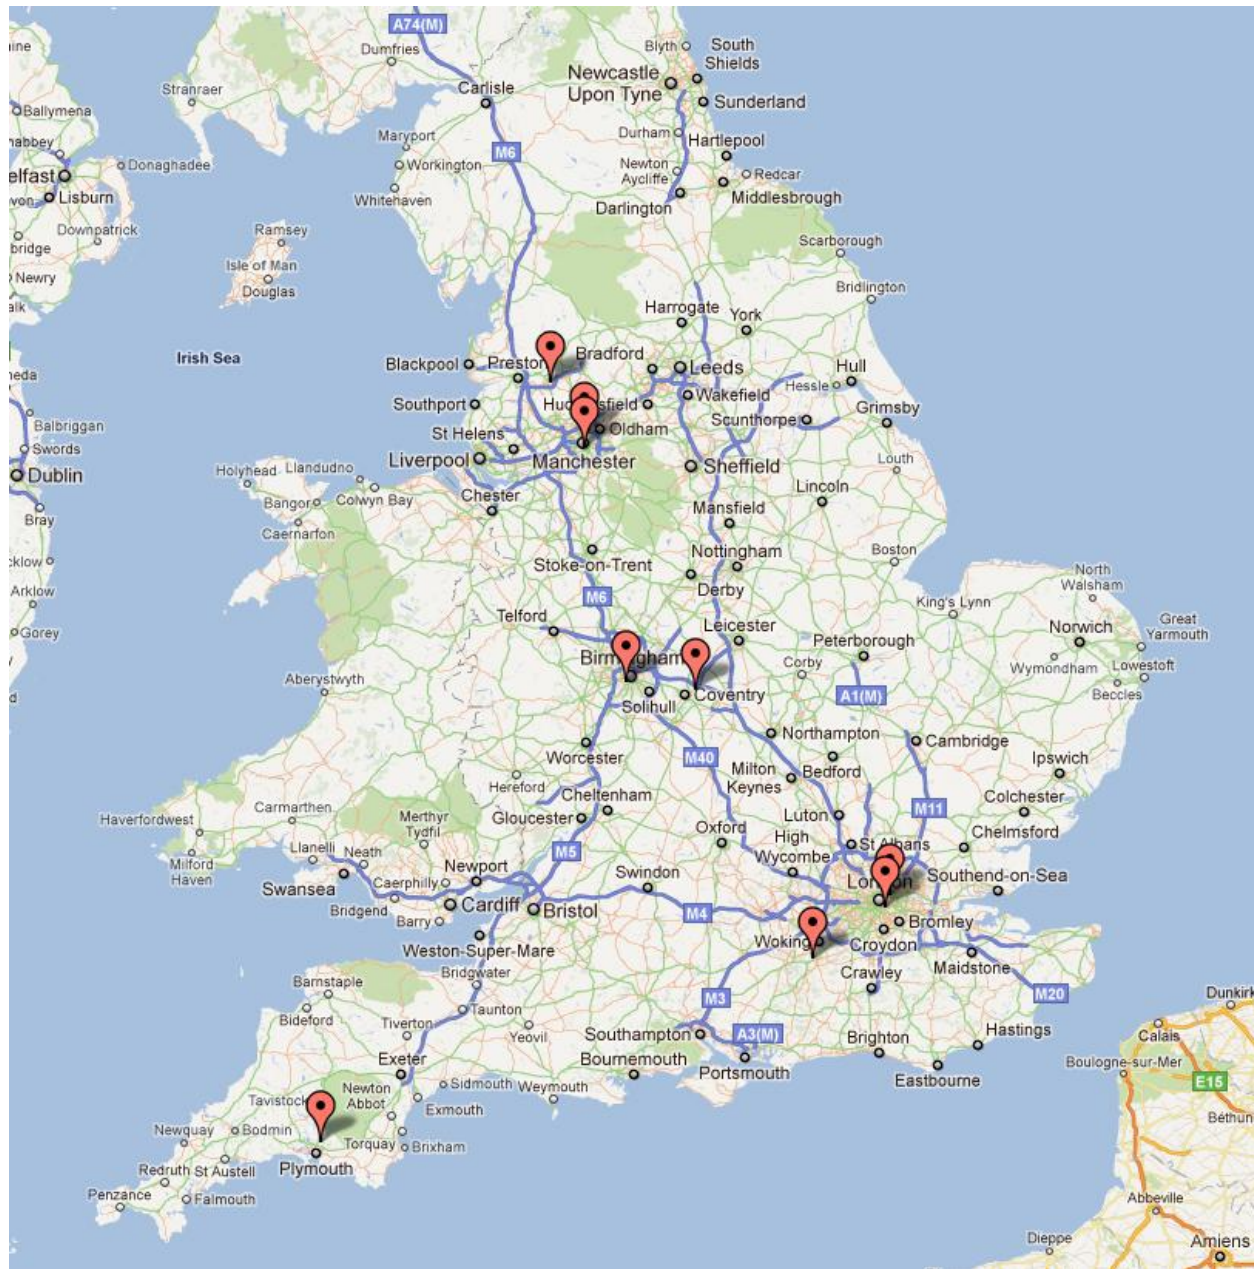 A74(M)
Dumfries
Blyth
South
Shields
Newcastle
Upon Tyne
Stranraer
Carlisle
Sunderland
Ballymena
Maryport
Durham
Hartlepool
M6
Donaghadee
Workington
Newton
Aycliffe
Redcar
Lisburn
Whitehaven
Middlesbrough
Darlington
Downpatrick
Ramsey
Scarborough
Newry
Isle of Man
Douglas
Bridlington
Harrogate
York
Irish Sea
Blackpool
Preston
Bradford
Leeds
Hull
Hessle
Wakefield
Southport
Grimsby
Scunthorpe
Balbriggan
St Helens
Oldham
Swords
Liverpool
Manchester
Sheffield
Louth
Dublin
Holyhead
Llandudno
Lincoln
Chester
Colwyn Bay
Bangor
Mansfield
Bray
Caernarfon
Nottingham
Boston
Stoke-on-Trent
Derby
North
Walsham
Arklow
M6
King's Lynn
Telford
Leicester
Great
Yarmouth
Gorey
Peterborough
Norwich
Birmingham
Corby
Wymondham
Lowestoft
Aberystwyth
A1(M)
Beccles
Solihull
Coventry
Northampton
Cambridge
Worcester
M40
Ipswich
Milton
Keynes
Bedford
Hereford
Cheltenham
Colchester
Carmarthen
Merthyr
Tydfil
Gloucester
Luton
M11
Haverfordwest
Oxford
High
Wycombe
St Albans
Chelmsford
Milford
Haven
Llanelli
Neath
M5
Newport
Swindon
London
Southend-on-Sea
Swansea
Caerphilly
Cardiff
Bridgend
Barry
Bristol
M4
Bromley
Weston-Super-Mare
Woking
Croydon
Maidstone
Bridgwater
Crawley
Barnstaple
M3
M20
Dunkirk
Bideford
Taunton
Tiverton
Yeovil
Southampton
A3(M)
Brighton
Hastings
Calais
Exeter
Bournemouth
Portsmouth
Boulogne-sur-Mer
Eastbourne
Newton
Abbot
Sidmouth
Weymouth
E15
Tavistock
Exmouth
Newquay
Bodmin
Torquay
Brixham
Plymouth
Redruth
St Austell
Penzance
Falmouth
Abbeville
Dieppe
Amiens